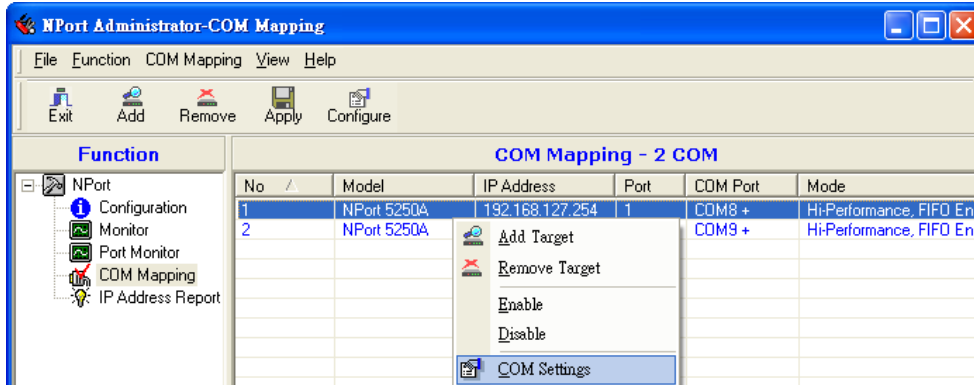 NPort Administrator-COM Mapping
File Function COM Mapping View Help
Exit Add Remove Apply Configure
Function
COM Mapping - 2 COM
NPort
Configuration
Monitor
Port Monitor
COM Mapping
IP Address Report
No Model IP Address Port COM Port Mode
1 NPort 5250A 192.168.127.254 1 COM8 + Hi-Performance, FIFO En
2 NPort 5250A COM9 + Hi-Performance, FIFO En
Add Target
Remove Target
Enable
Disable
COM Settings